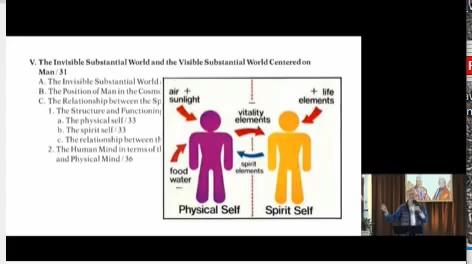 V. The Invisible Substantial World and the Visible Substantial World Centered on
Man/31
A. The Invisible Substantial World
B. The Position of Man in the Cosmo
C. The Relationship between the Sp
1. The Structure and Functioning
a. The physical self/33
b. The spirit self/33
c. The relationship between th
2. The Human Mind in terms of t
and Physical Mind/36
air +
sunlight
+ life
elements
vitality
elements
food
water
spirit
elements
Physical Self
Spirit Self